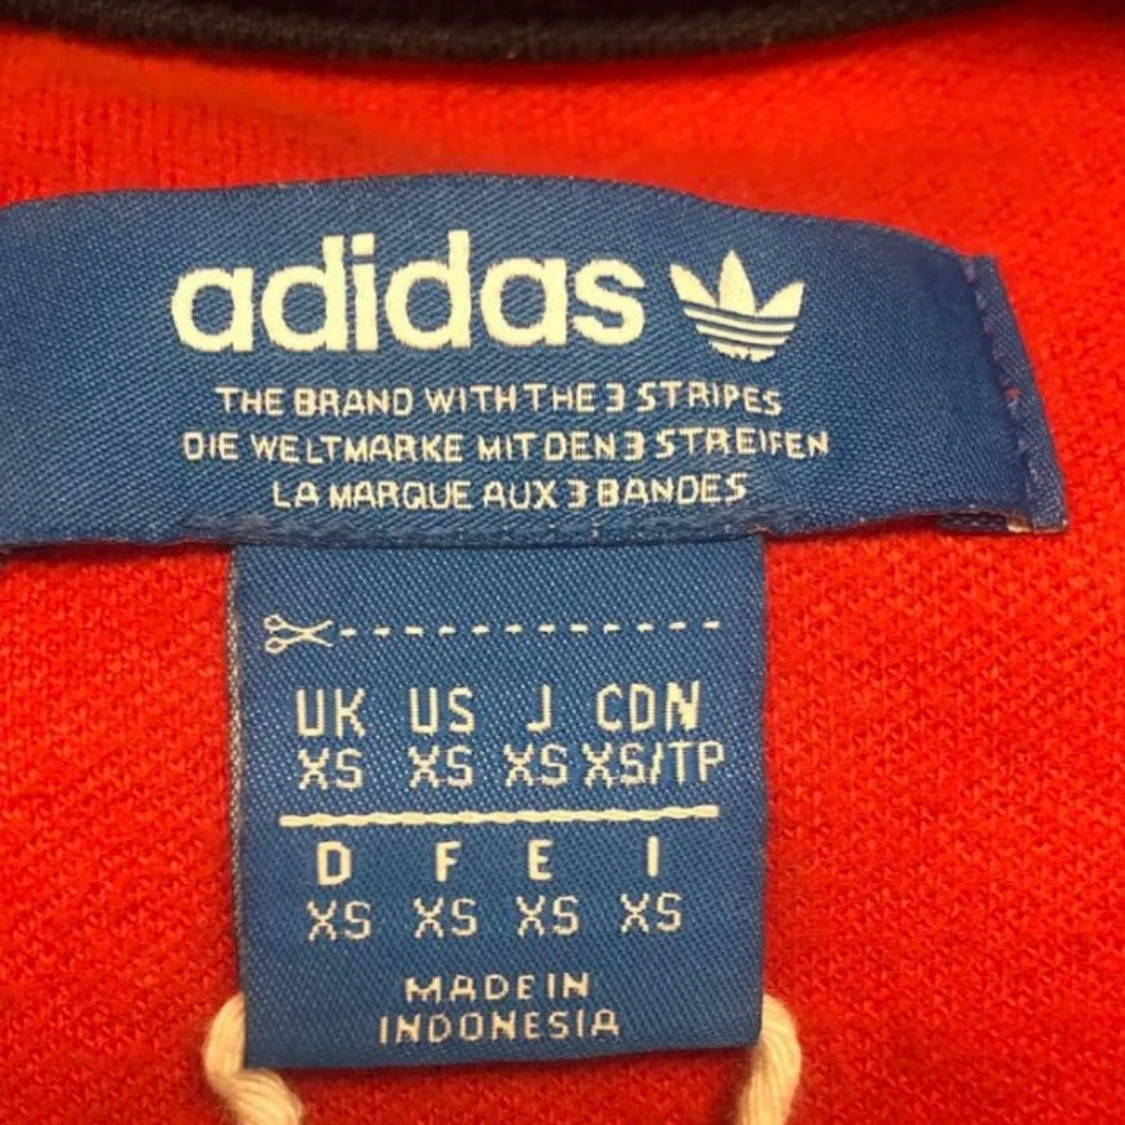 adidas
THE BRAND WITH THE 3 STRIPES
DIE WELTMARKE MIT DEN 3 STREIFEN
LA MARQUE AUX 3 BANDES
UK US J CDN
XS XS XS XS/TP
D F E I
XS XS XS XS
MADE IN
INDONESIA